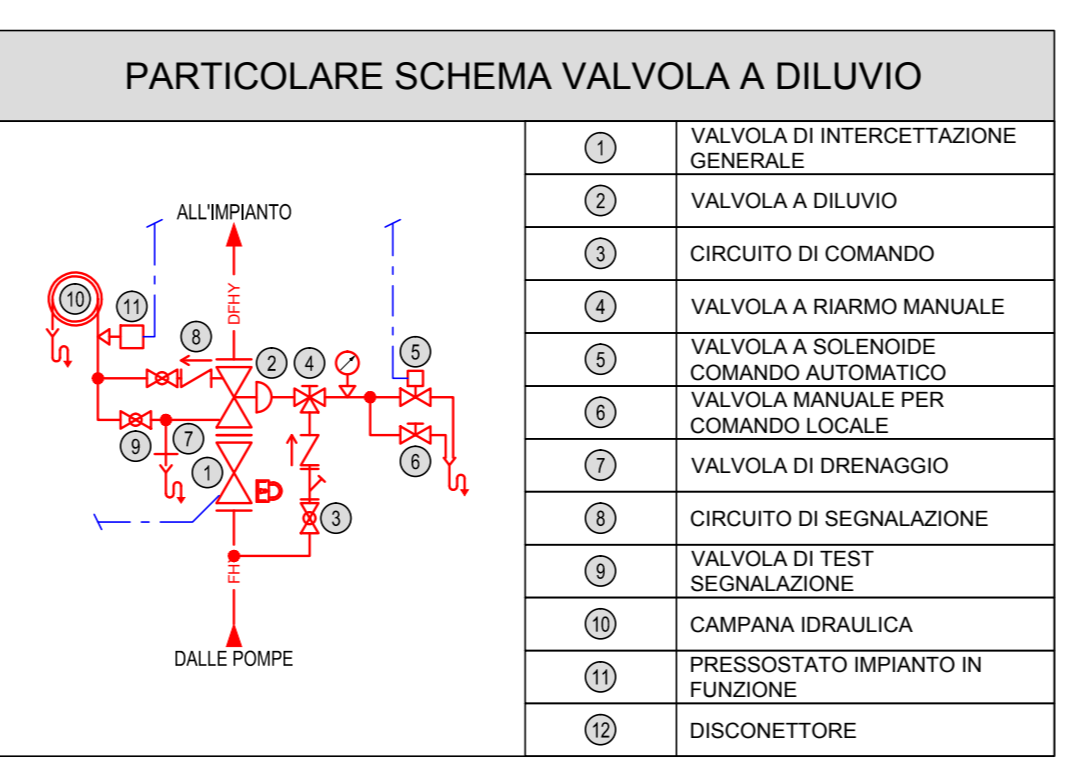 PARTICOLARE SCHEMA VALVOLA A DILUVIO
ALL'IMPIANTO
DFHY
10
11
8
2
4
5
9
7
1
6
3
FH
DALLE POMPE
1
VALVOLA DI INTERCETTAZIONE
GENERALE
2
VALVOLA A DILUVIO
3
CIRCUITO DI COMANDO
4
VALVOLA A RIARMO MANUALE
5
VALVOLA A SOLENOIDE
COMANDO AUTOMATICO
6
VALVOLA MANUALE PER
COMANDO LOCALE
7
VALVOLA DI DRENAGGIO
8
CIRCUITO DI SEGNALAZIONE
9
VALVOLA DI TEST
SEGNALAZIONE
10
CAMPANA IDRAULICA
11
PRESSOSTATO IMPIANTO IN
FUNZIONE
12
DISCONETTORE